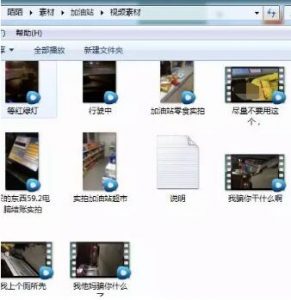 陌陌 ▸ 素材 ▸ 加油站 ▸ 视频素材
帮助(H)
全部播放 新建文件夹
等红绿灯 行驶中 加油站零食实拍 尽量不要用这
个,
的东西59.2电 实拍加油站超市 说明 我骗你干什么啊
脑结账实拍
我上个厕所先 我他妈骗你什么
了